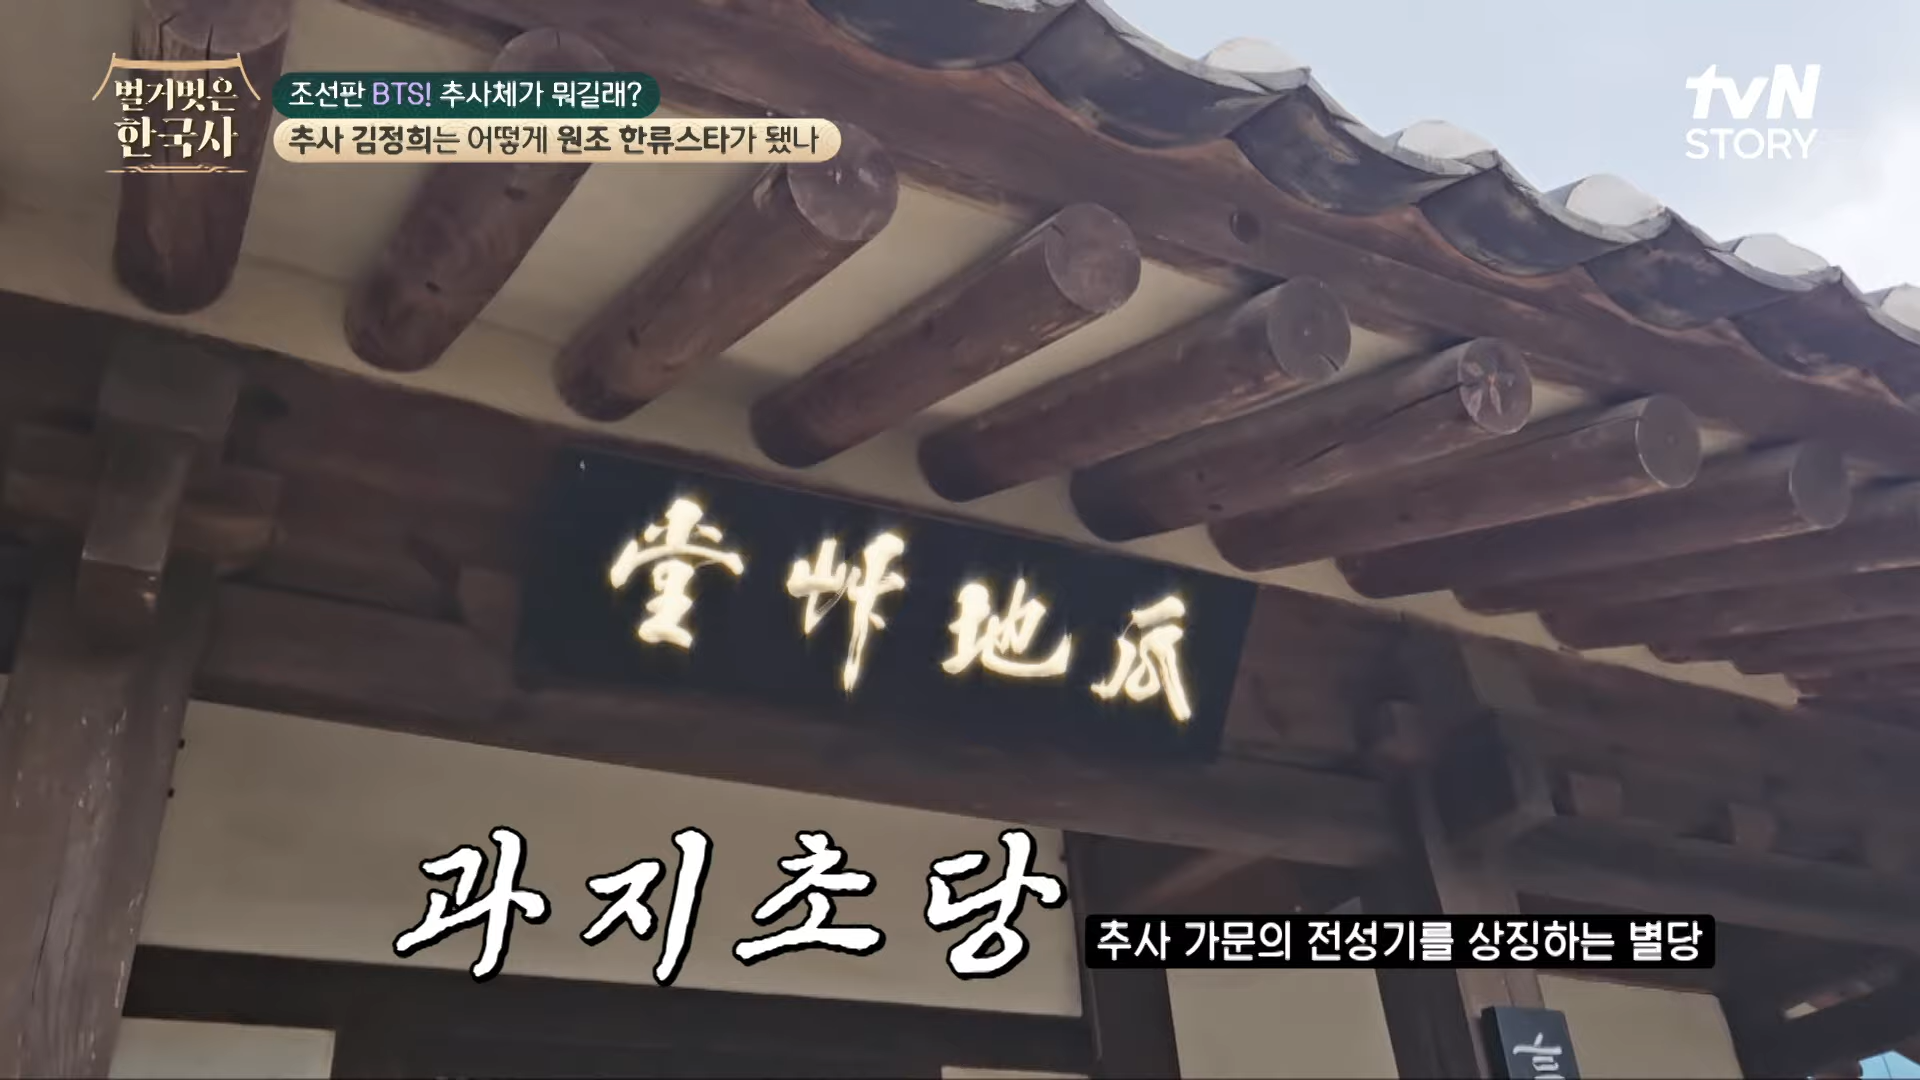 벌거벗은
한국사
조선판 BTS! 추사체가 뭐길래?
추사 김정희는 어떻게 원조 한류스타가 됐나
tvN
STORY
堂艸地瓜
과지초당
추사 가문의 전성기를 상징하는 별당